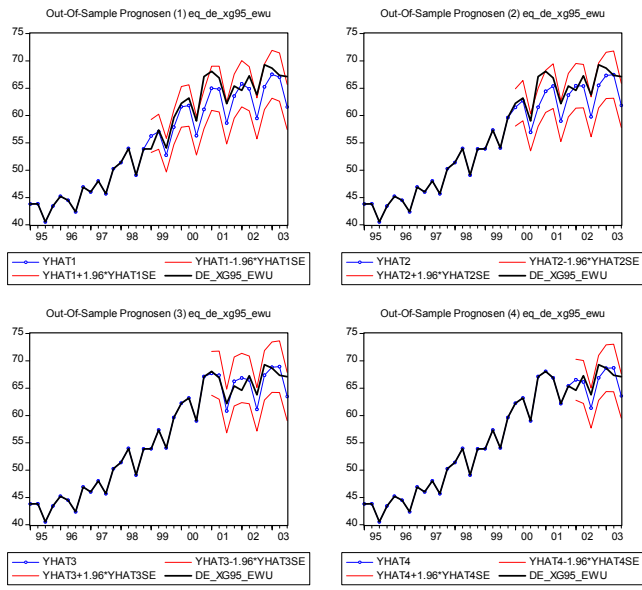 Out-Of-Sample Prognosen (1) eq_de_xg95_ewu
75
70
65
60
55
50
45
40
95 96 97 98 99 00 01 02 03
YHAT1 YHAT1-1.96*YHAT1SE
YHAT1+1.96*YHAT1SE DE_XG95_EWU
Out-Of-Sample Prognosen (2) eq_de_xg95_ewu
75
70
65
60
55
50
45
40
95 96 97 98 99 00 01 02 03
YHAT2 YHAT2-1.96*YHAT2SE
YHAT2+1.96*YHAT2SE DE_XG95_EWU
Out-Of-Sample Prognosen (3) eq_de_xg95_ewu
75
70
65
60
55
50
45
40
95 96 97 98 99 00 01 02 03
YHAT3 YHAT3-1.96*YHAT3SE
YHAT3+1.96*YHAT3SE DE_XG95_EWU
Out-Of-Sample Prognosen (4) eq_de_xg95_ewu
75
70
65
60
55
50
45
40
95 96 97 98 99 00 01 02 03
YHAT4 YHAT4-1.96*YHAT4SE
YHAT4+1.96*YHAT4SE DE_XG95_EWU